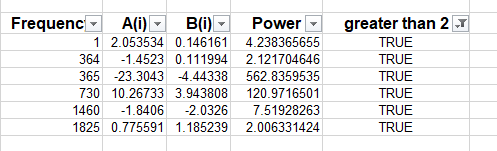 Frequenc A(i) B(i) Power greater than 2
1 2.053534 0.146161 4.238365655 TRUE
364 -1.4523 0.111994 2.121704646 TRUE
365 -23.3043 -4.44338 562.8359535 TRUE
730 10.26733 3.943808 120.9716501 TRUE
1460 -1.8406 -2.0326 7.51928263 TRUE
1825 0.775591 1.185239 2.006331424 TRUE